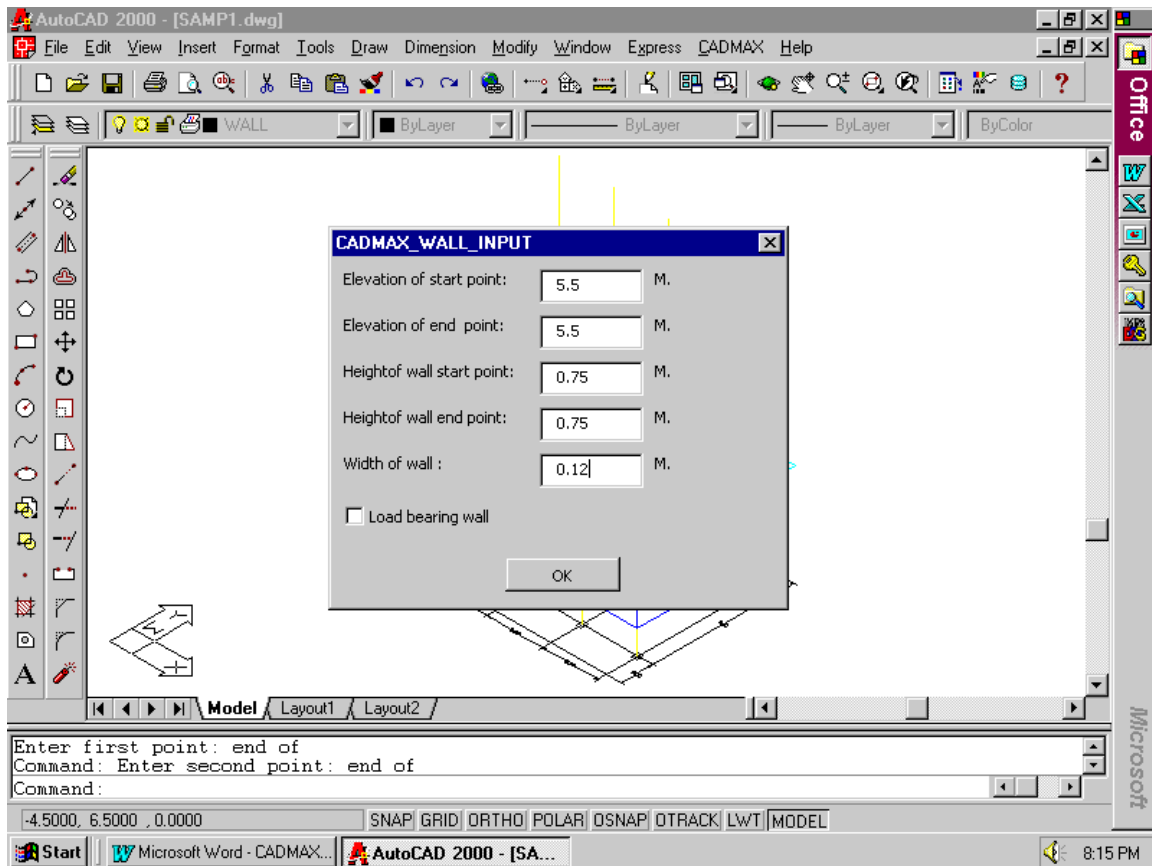 AutoCAD 2000 - [SAMP1.dwg]
File Edit View Insert Format Tools Draw Dimension Modify Window Express CADMAX Help
WALL ByLayer ByLayer ByLayer ByColor
Office
CADMAX_WALL_INPUT
Elevation of start point: 5.5 M.
Elevation of end point: 5.5 M.
Heightof wall start point: 0.75 M.
Heightof wall end point: 0.75 M.
Width of wall : 0.12 M.
Load bearing wall
OK
A
Model Layout1 Layout2
Microsoft
Enter first point: end of
Command: Enter second point: end of
Command:
-4.5000, 6.5000 , 0.0000 SNAP GRID ORTHO POLAR OSNAP OTRACK LWT MODEL
Start Microsoft Word - CADMAX... AutoCAD 2000 - [SA... 8:15 PM